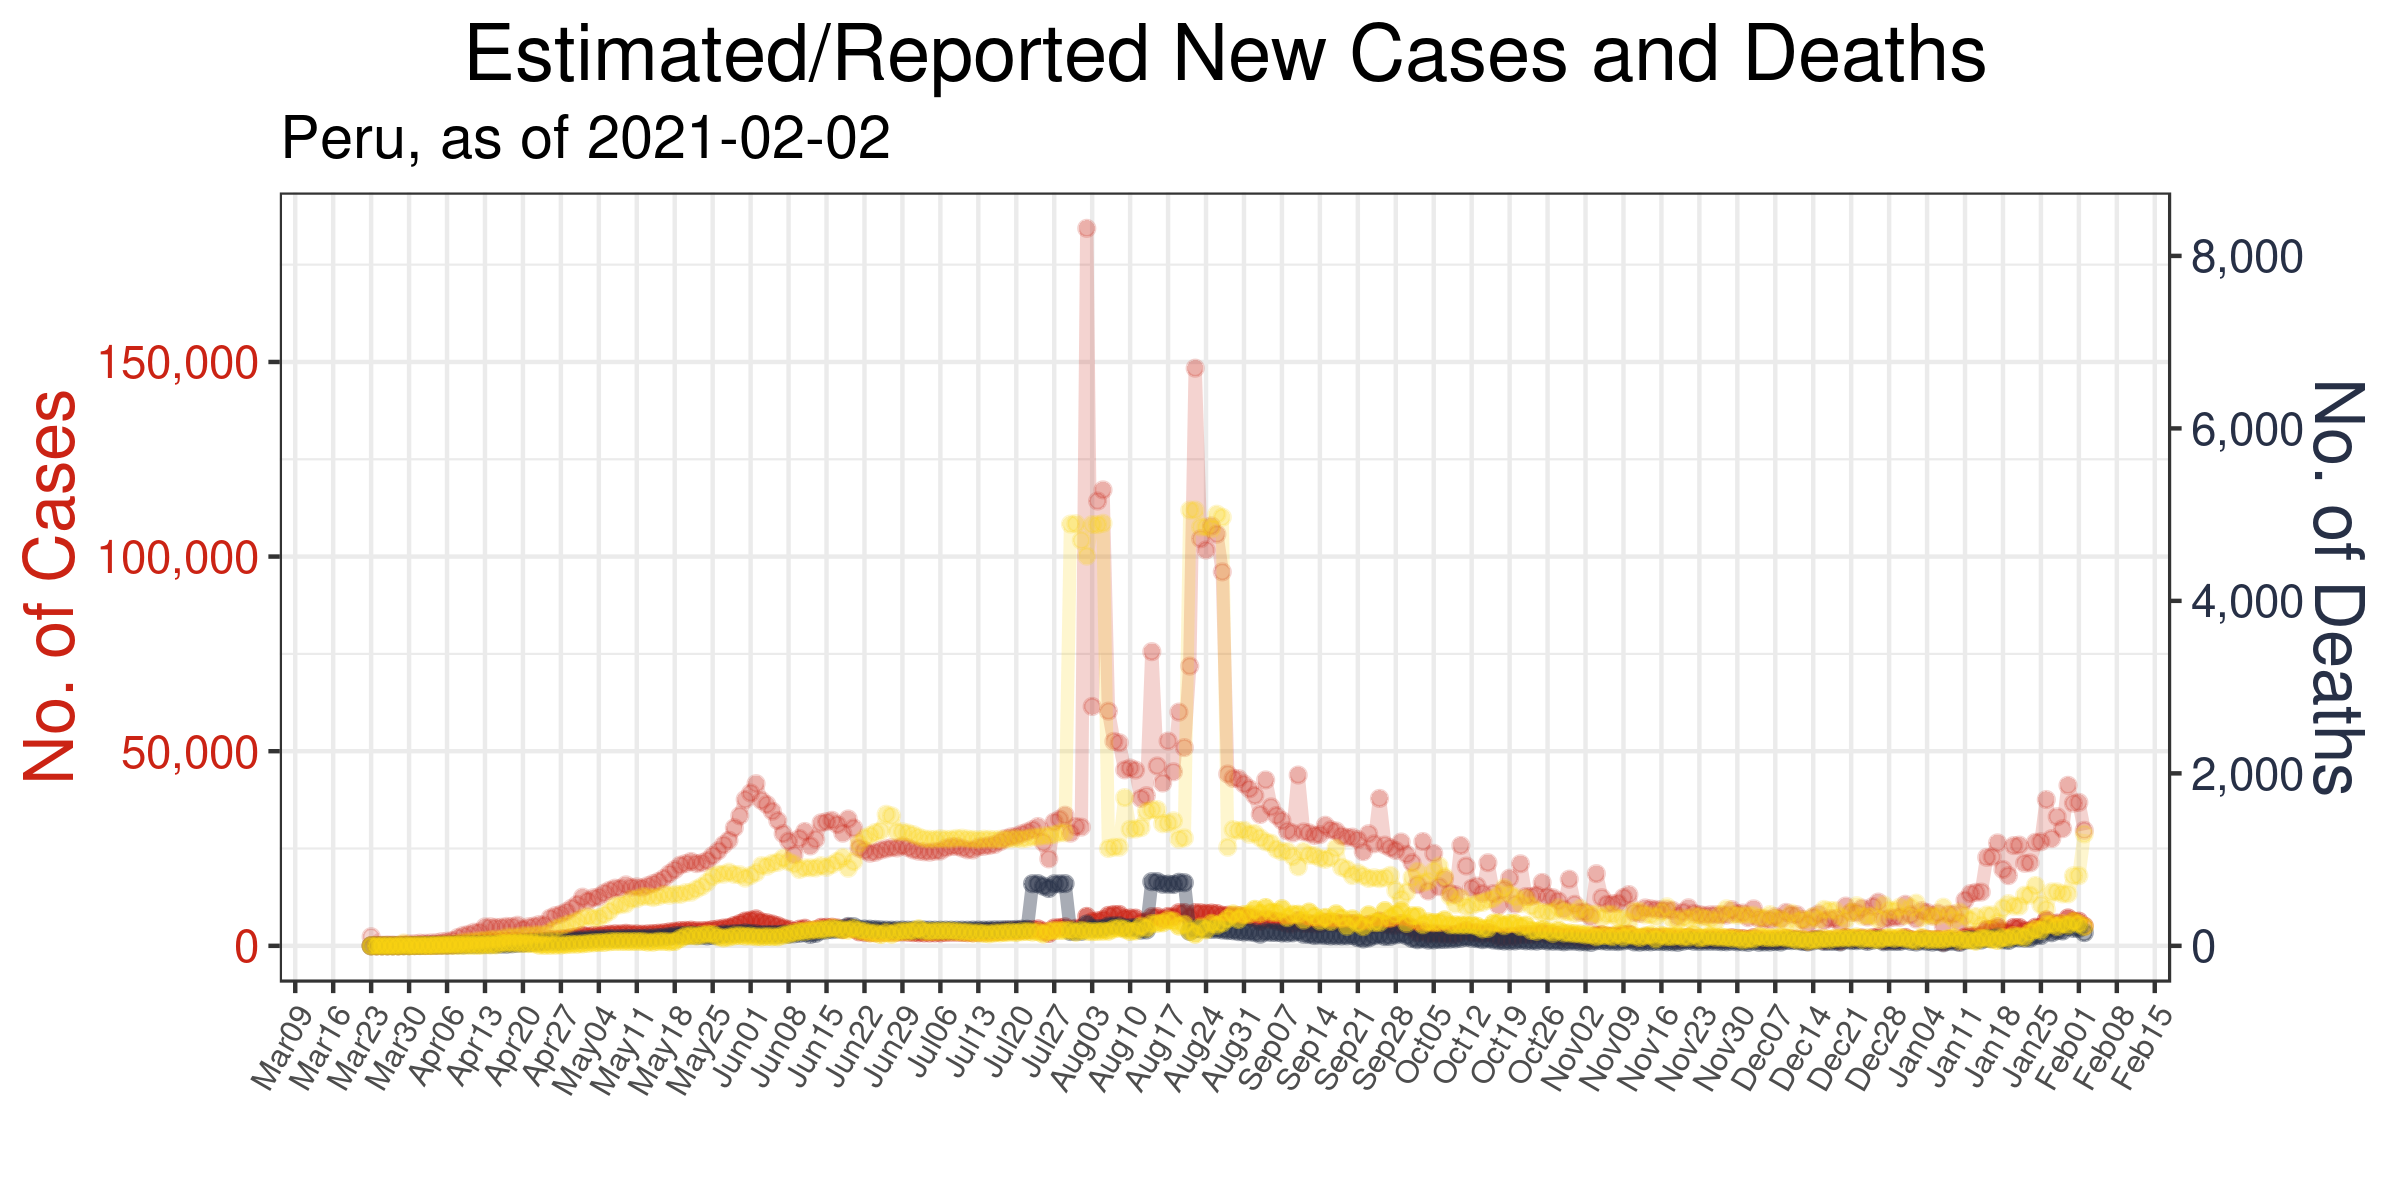 Estimated/Reported New Cases and Deaths
Peru, as of 2021-02-02
No. of Cases
150,000
100,000
50,000
0
8,000
6,000
4,000
2,000
0
No. of Deaths
Mar09
Mar16
Mar23
Mar30
Apr06
Apr13
Apr20
Apr27
May04
May11
May18
May25
Jun01
Jun08
Jun15
Jun22
Jun29
Jul06
Jul13
Jul20
Jul27
Aug03
Aug10
Aug17
Aug24
Aug31
Sep07
Sep14
Sep21
Sep28
Oct05
Oct12
Oct19
Oct26
Nov02
Nov09
Nov16
Nov23
Nov30
Dec07
Dec14
Dec21
Dec28
Jan04
Jan11
Jan18
Jan25
Feb01
Feb08
Feb15